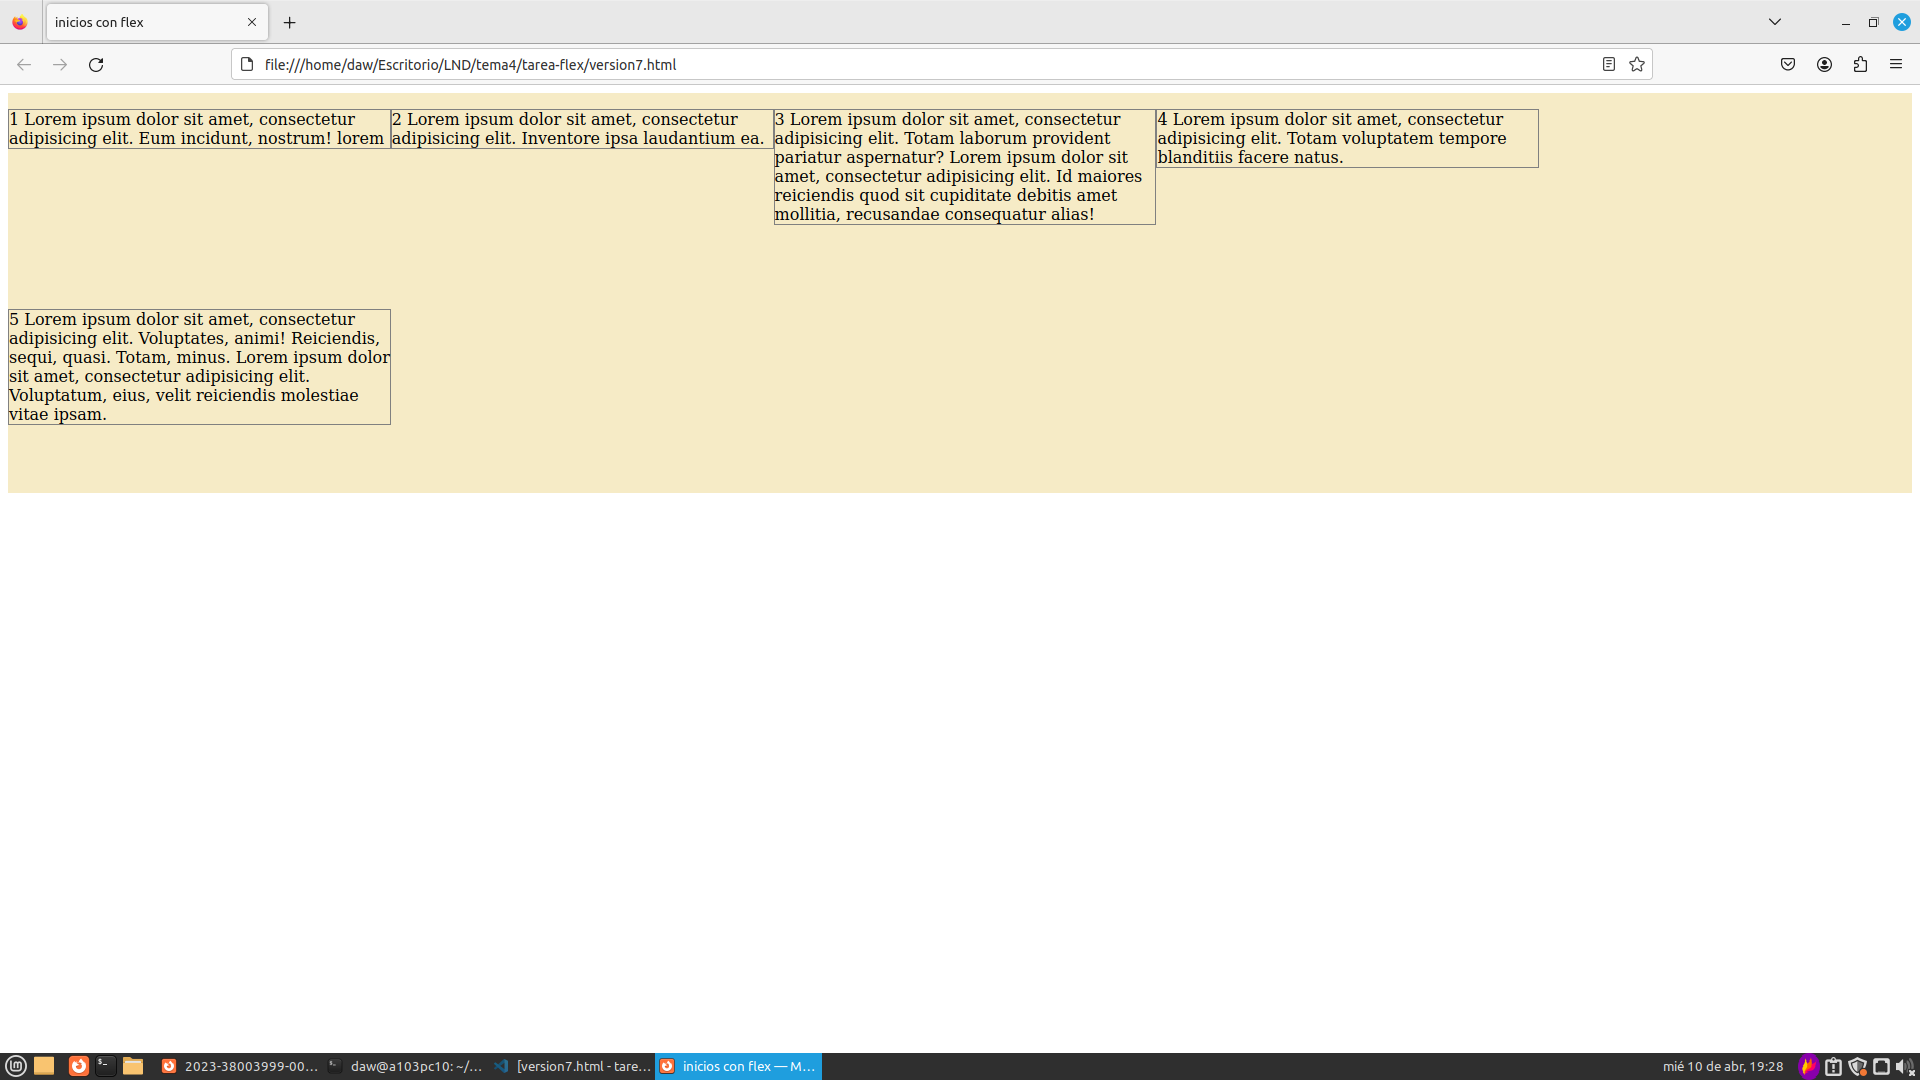 inicios con flex
file:///home/daw/Escritorio/LND/tema4/tarea-flex/version7.html
1 Lorem ipsum dolor sit amet, consectetur
adipisicing elit. Eum incidunt, nostrum! lorem
2 Lorem ipsum dolor sit amet, consectetur
adipisicing elit. Inventore ipsa laudantium ea.
3 Lorem ipsum dolor sit amet, consectetur
adipisicing elit. Totam laborum provident
pariatur aspernatur? Lorem ipsum dolor sit
amet, consectetur adipisicing elit. Id maiores
reiciendis quod sit cupiditate debitis amet
mollitia, recusandae consequatur alias!
4 Lorem ipsum dolor sit amet, consectetur
adipisicing elit. Totam voluptatem tempore
blanditiis facere natus.
5 Lorem ipsum dolor sit amet, consectetur
adipisicing elit. Voluptates, animi! Reiciendis,
sequi, quasi. Totam, minus. Lorem ipsum dolor
sit amet, consectetur adipisicing elit.
Voluptatum, eius, velit reiciendis molestiae
vitae ipsam.
2023-38003999-00...
daw@a103pc10: ~/...
[version7.html - tare...
inicios con flex — M...
mié 10 de abr, 19:28